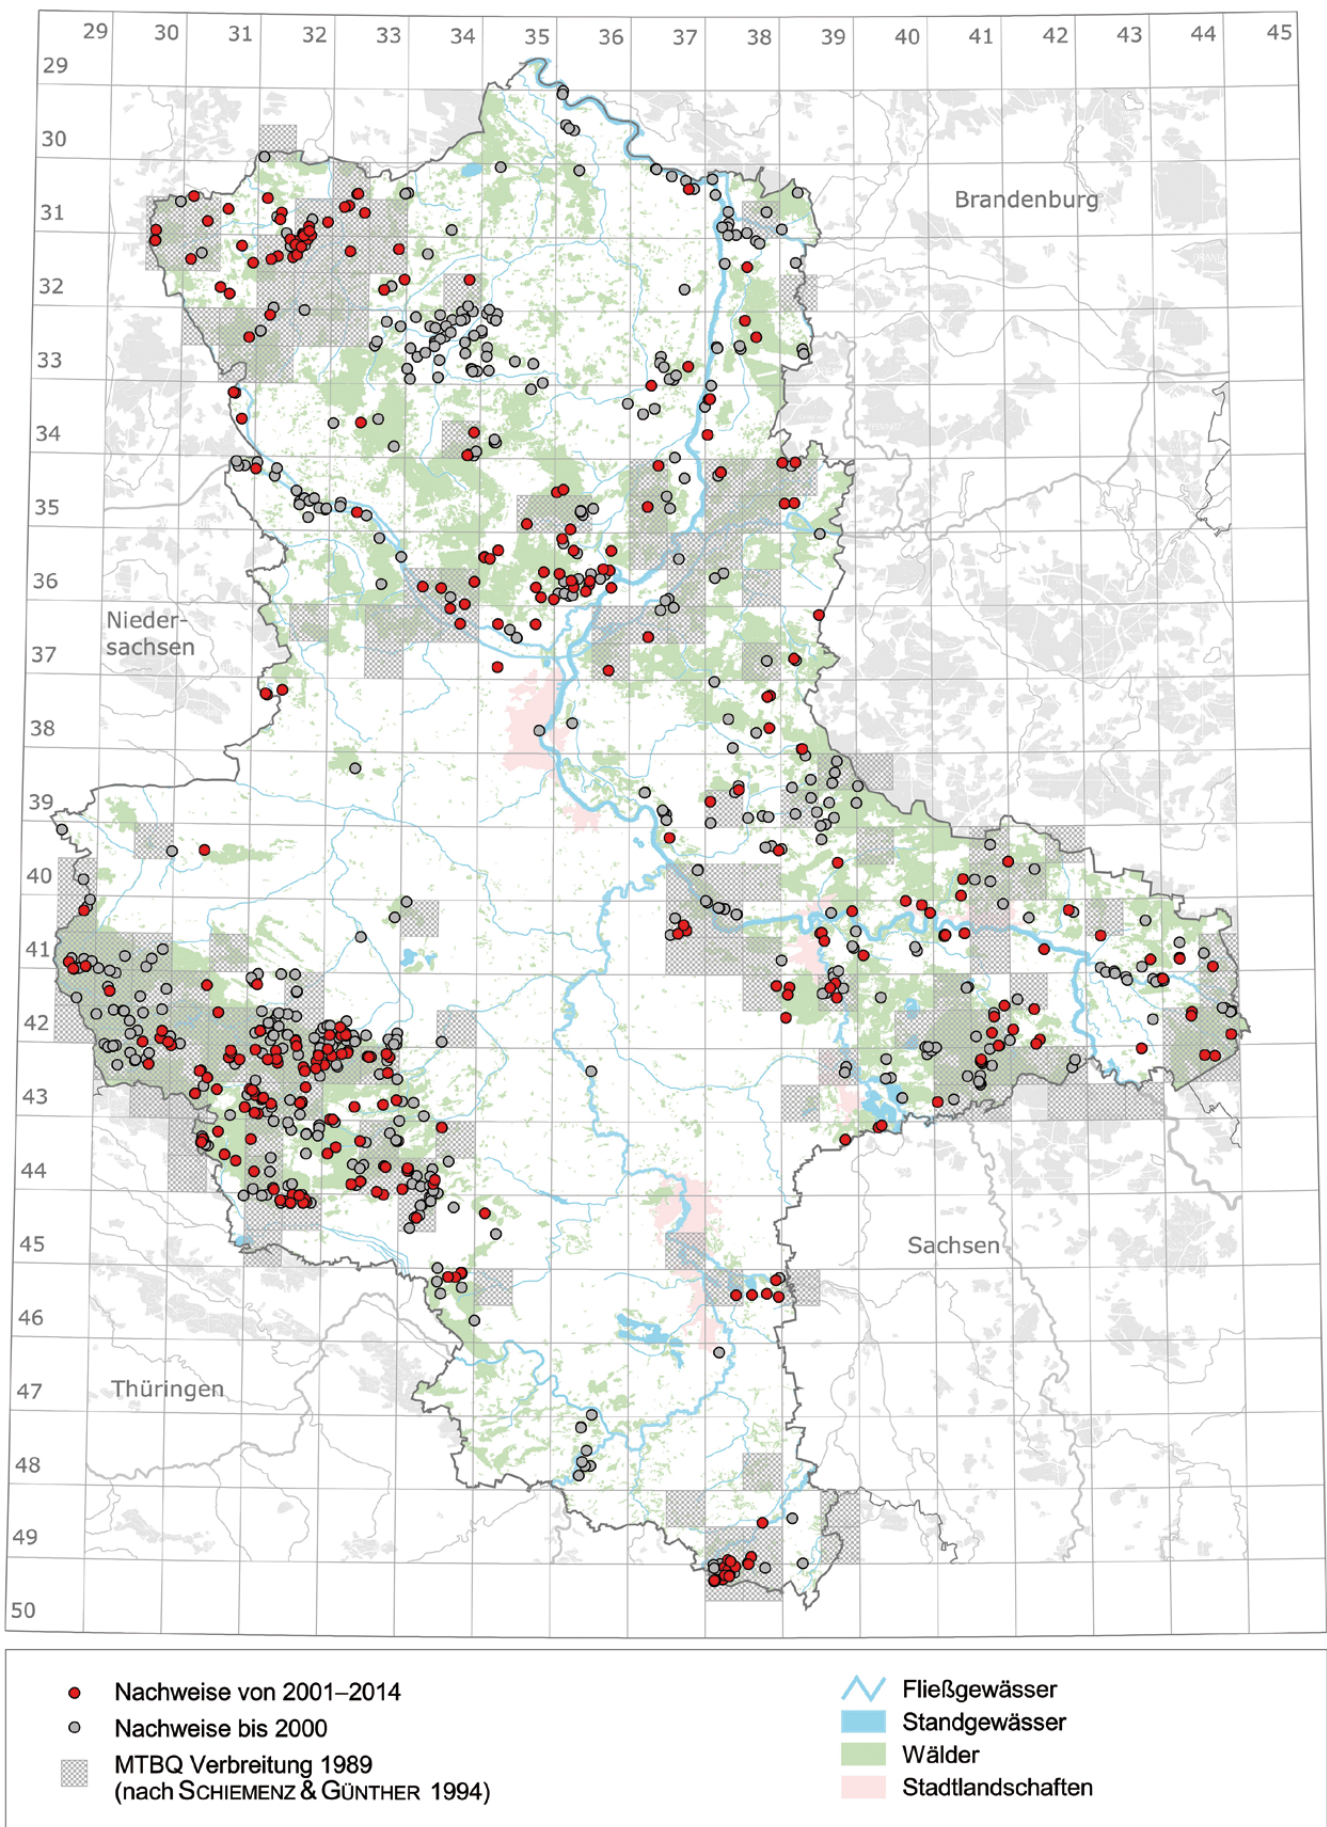 29 30 31 32 33 34 35 36 37 38 39 40 41 42 43 44 45
29
30
31
Brandenburg
32
33
34
35
36
Nieder-
sachsen
37
38
39
40
41
42
43
44
45
Sachsen
46
47
Thüringen
48
49
50
Nachweise von 2001–2014
Nachweise bis 2000
MTBQ Verbreitung 1989
(nach SCHIEMENZ & GÜNTHER 1994)
Fließgewässer
Standgewässer
Wälder
Stadtlandschaften